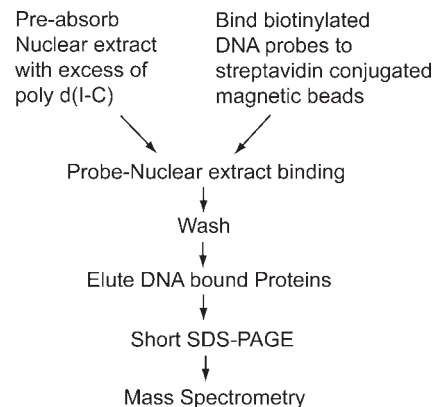 Pre-absorb
Nuclear extract
with excess of
poly d(I-C)
Bind biotinylated
DNA probes to
streptavidin conjugated
magnetic beads
Probe-Nuclear extract binding
Wash
Elute DNA bound Proteins
Short SDS-PAGE
Mass Spectrometry